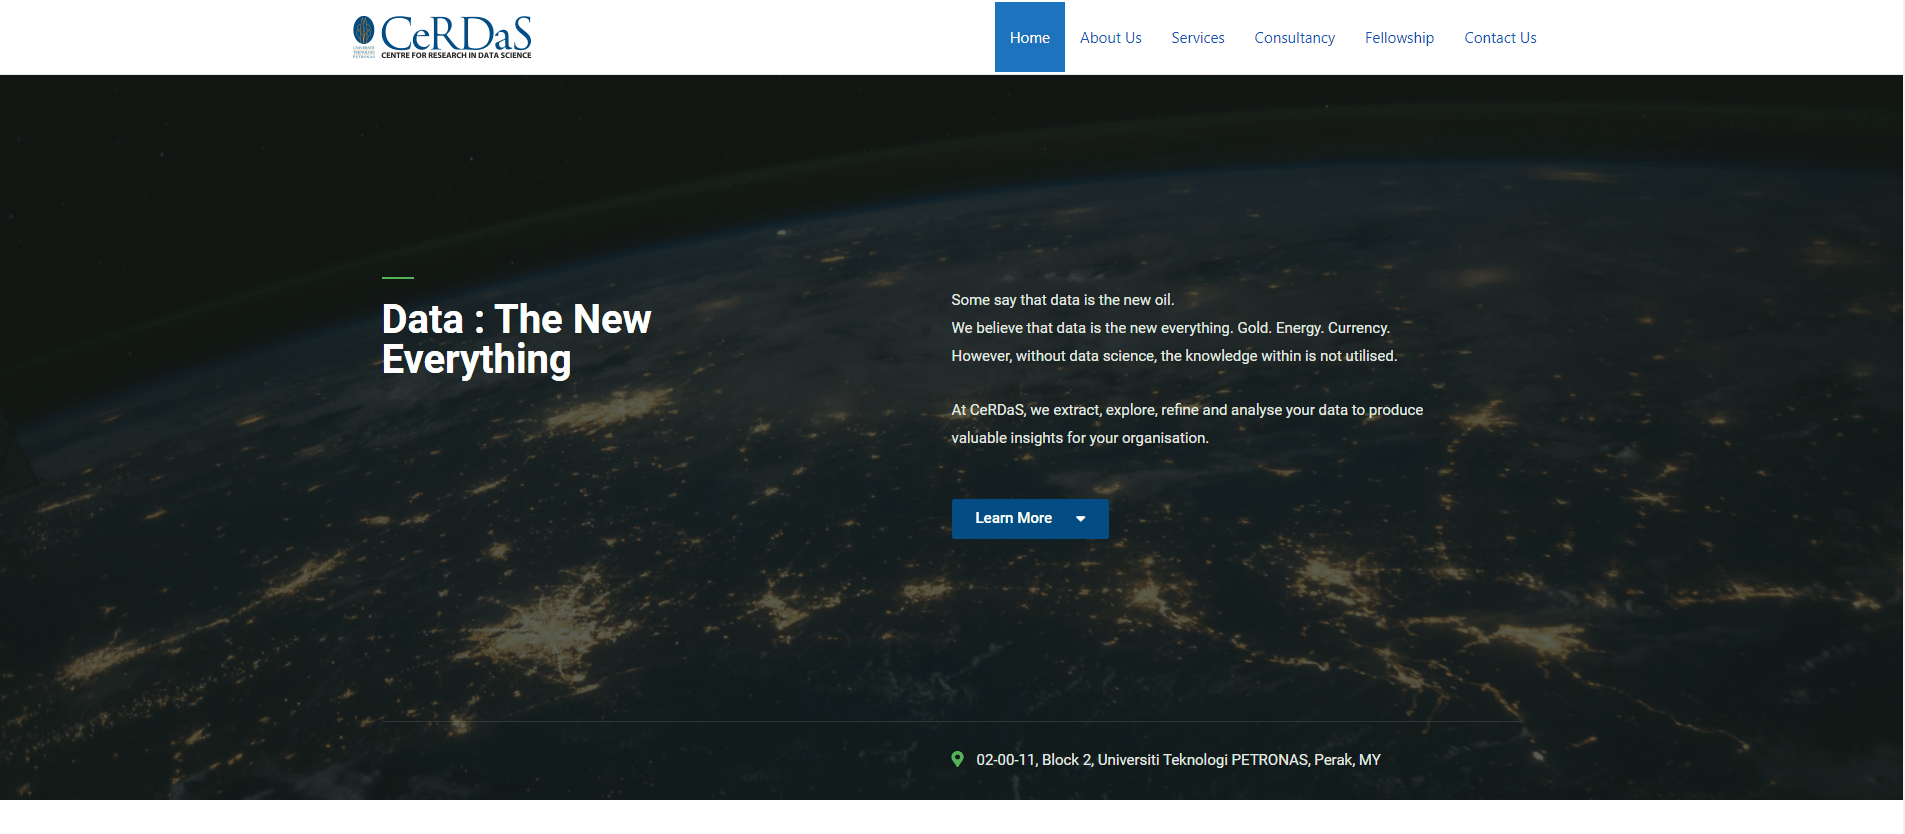 UNIVERSITI
TEKNOLOGI
PETRONAS
CeRDaS
CENTRE FOR RESEARCH IN DATA SCIENCE
Home
About Us
Services
Consultancy
Fellowship
Contact Us
Data : The New
Everything
Some say that data is the new oil.
We believe that data is the new everything. Gold. Energy. Currency.
However, without data science, the knowledge within is not utilised.
At CeRDaS, we extract, explore, refine and analyse your data to produce
valuable insights for your organisation.
Learn More
02-00-11, Block 2, Universiti Teknologi PETRONAS, Perak, MY